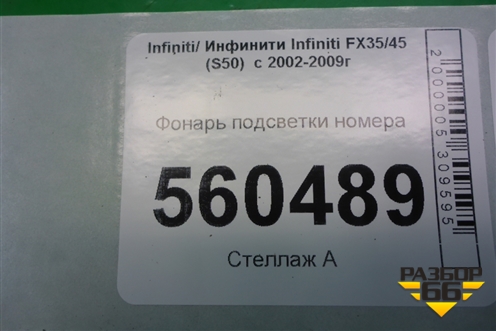 Infiniti/ Инфинити Infiniti FX35/45
(S50) с 2002-2009г
Фонарь подсветки номера
560489
Стеллаж А
2000005309595
РАЗБОР
66